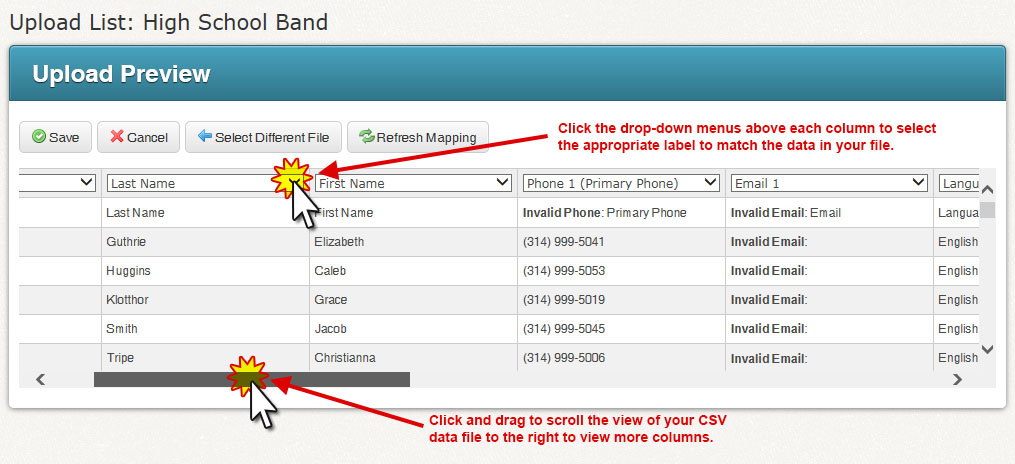 Upload List: High School Band
Upload Preview
Save Cancel Select Different File Refresh Mapping
Click the drop-down menus above each column to select
the appropriate label to match the data in your file.
Last Name First Name Phone 1 (Primary Phone) Email 1 Langu
Last Name First Name Invalid Phone: Primary Phone Invalid Email: Email Langua
Guthrie Elizabeth (314) 999-5041 Invalid Email: English
Huggins Caleb (314) 999-5053 Invalid Email: English
Klotthor Grace (314) 999-5019 Invalid Email: English
Smith Jacob (314) 999-5045 Invalid Email: English
Tripe Christianna (314) 999-5006 Invalid Email: English
Click and drag to scroll the view of your CSV
data file to the right to view more columns.